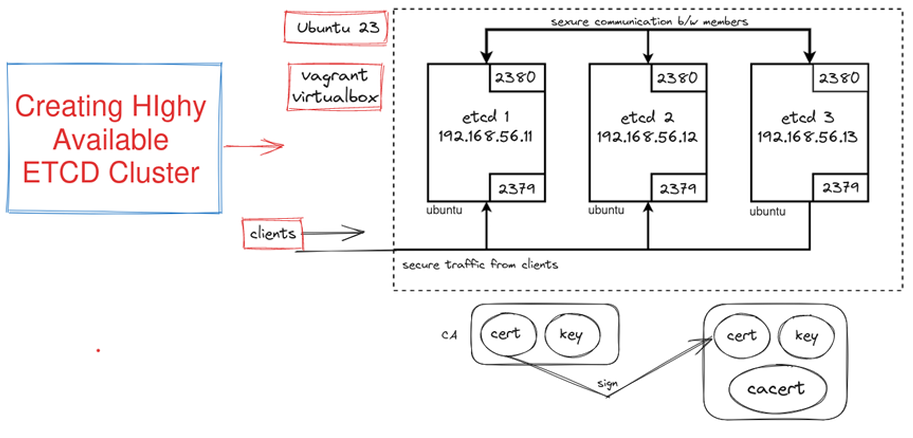 Ubuntu 23
vagrant
virtualbox
Creating HIghy
Available
ETCD Cluster
clients
sexure communication b/w members
2380
etcd 1
192.168.56.11
2379
ubuntu
2380
etcd 2
192.168.56.12
2379
ubuntu
2380
etcd 3
192.168.56.13
2379
ubuntu
secure traffic from clients
CA
cert
key
sign
cert
key
cacert